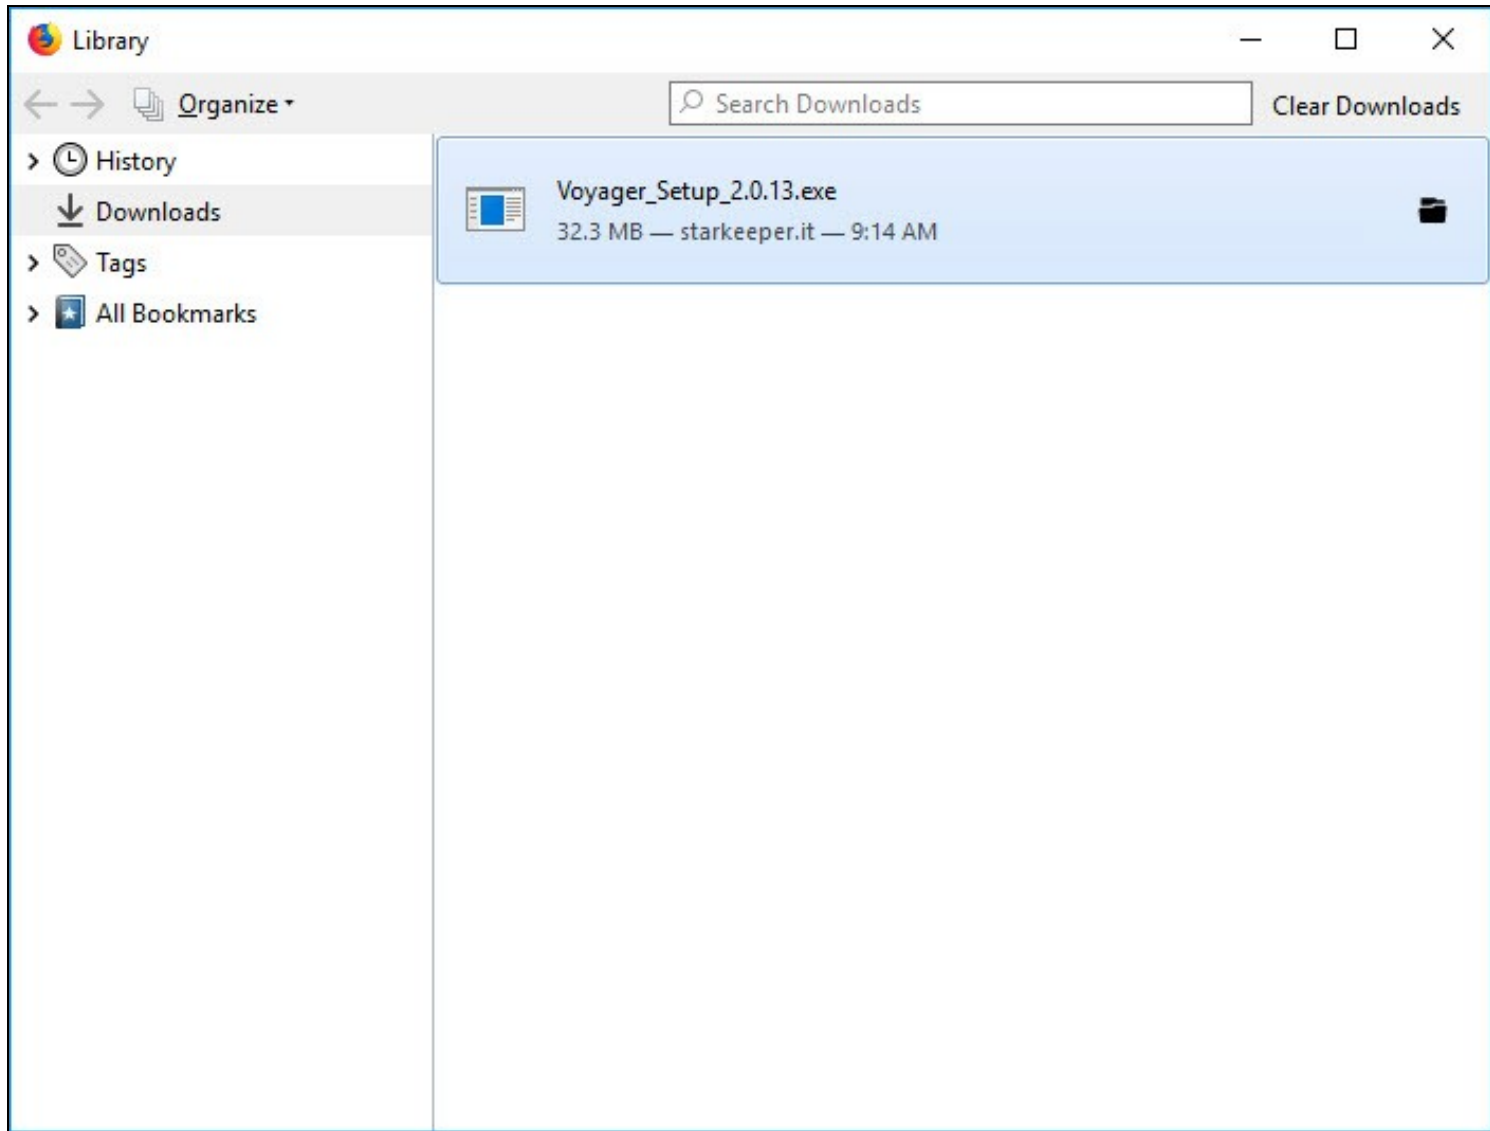 Library
Organize
Search Downloads
Clear Downloads
History
Downloads
Tags
All Bookmarks
Voyager_Setup_2.0.13.exe
32.3 MB — starkeeper.it — 9:14 AM